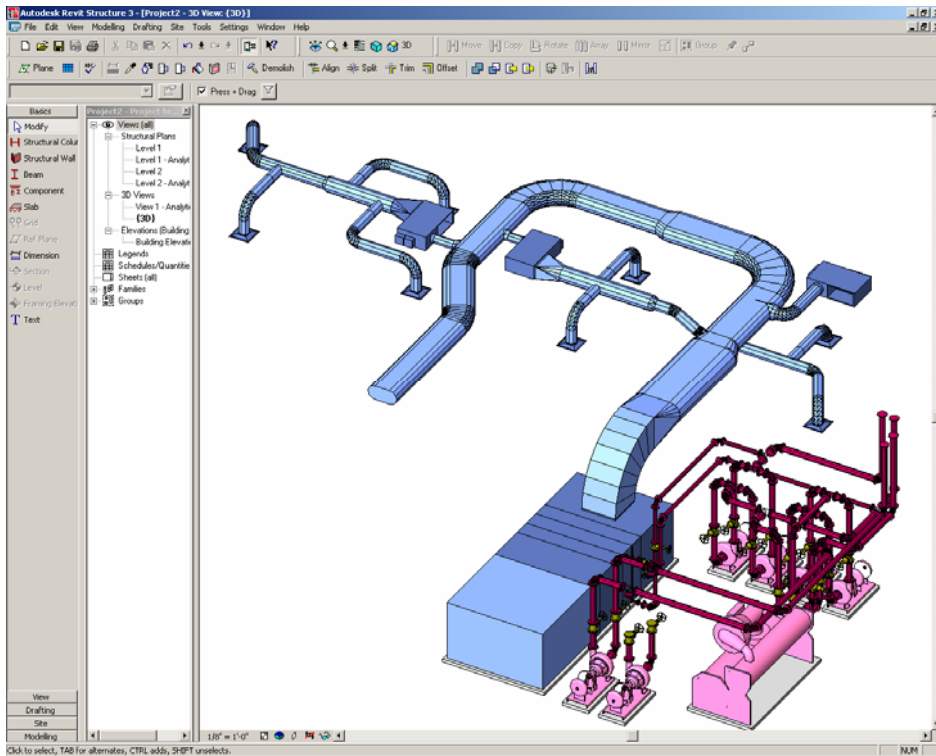 Autodesk Revit Structure 3 - [Project2 - 3D View: {3D}]
File Edit View Modelling Drafting Site Tools Settings Window Help
3D Move Copy Rotate Array Mirror Group
Plane Demolish Align Split Trim Offset
Press + Drag
Basics
Modify
Structural Colu
Structural Wall
Beam
Component
Slab
Grid
Ref Plane
Dimension
Section
Level
Framing Elevati
Text
View
Drafting
Site
Modelling
Project2 - Project b...
Views (all)
Structural Plans
Level 1
Level 1 - Analyt
Level 2
Level 2 - Analyt
3D Views
View 1 - Analyti
{3D}
Elevations (Building
Building Elevati
Legends
Schedules/Quantitie
Sheets (all)
Families
Groups
1/8" = 1'-0"
Click to select, TAB for alternates, CTRL adds, SHIFT unselects.
NUM